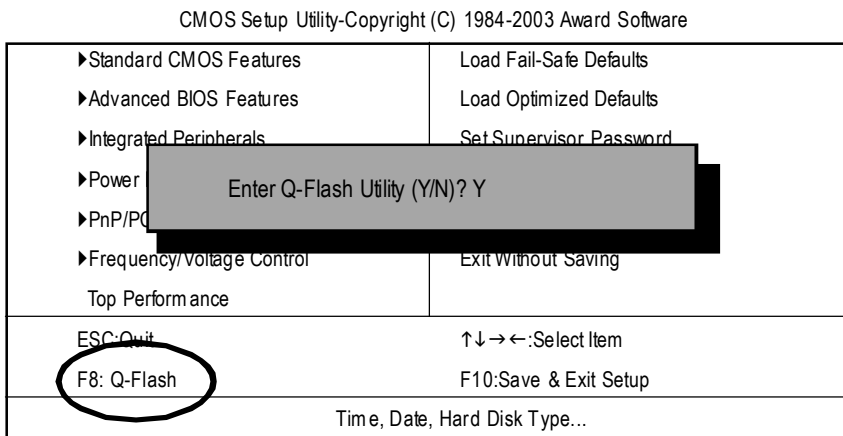 CMOS Setup Utility-Copyright (C) 1984-2003 Award Software
▶Standard CMOS Features
Load Fail-Safe Defaults
▶Advanced BIOS Features
Load Optimized Defaults
▶Integrated Peripherals
Set Supervisor Password
▶Power
Enter Q-Flash Utility (Y/N)? Y
▶PnP/PC
▶Frequency/Voltage Control
Exit Without Saving
Top Performance
ESC:Quit
↑↓→←:Select Item
F8: Q-Flash
F10:Save & Exit Setup
Time, Date, Hard Disk Type...